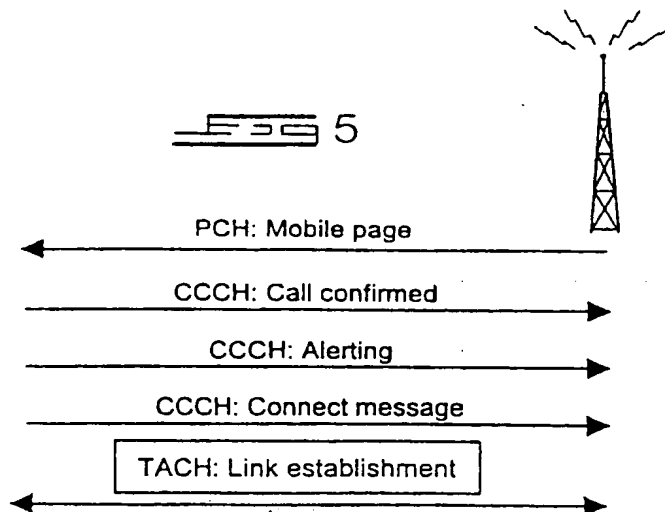 5
PCH: Mobile page
CCCH: Call confirmed
CCCH: Alerting
CCCH: Connect message
TACH: Link establishment